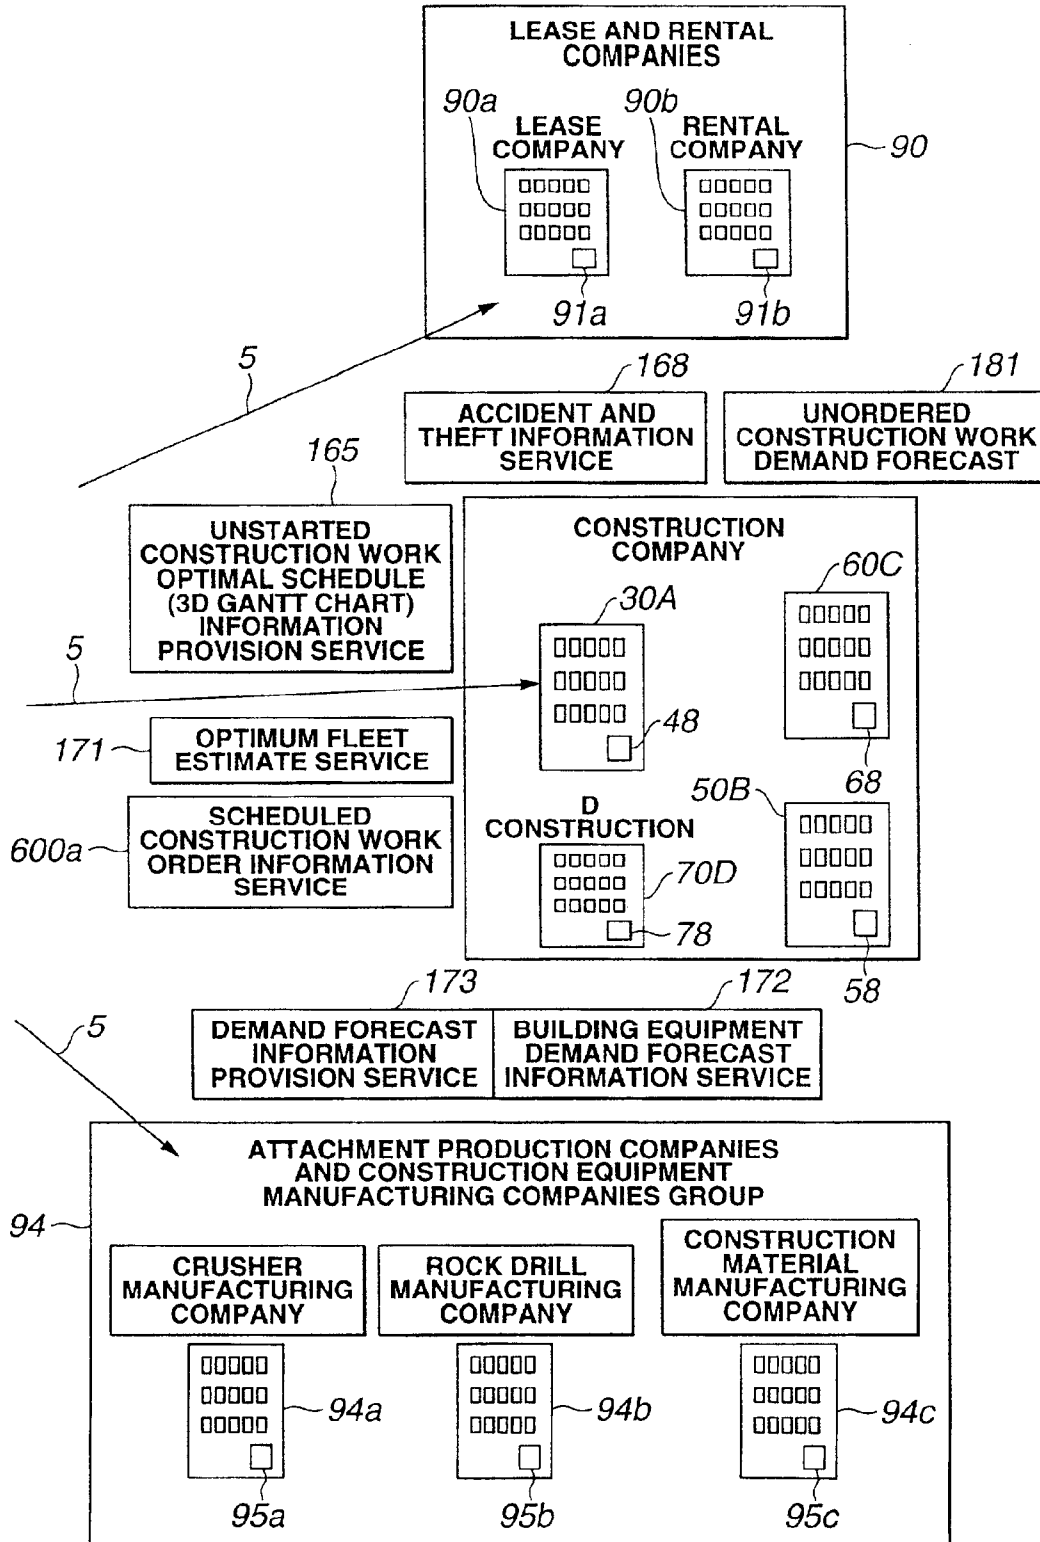 LEASE AND RENTAL
COMPANIES
90a
90b
LEASE
COMPANY
RENTAL
COMPANY
90
91a
91b
5
168
181
ACCIDENT AND
THEFT INFORMATION
SERVICE
UNORDERED
CONSTRUCTION WORK
DEMAND FORECAST
165
UNSTARTED
CONSTRUCTION WORK
OPTIMAL SCHEDULE
(3D GANTT CHART)
INFORMATION
PROVISION SERVICE
CONSTRUCTION
COMPANY
60C
30A
5
48
68
171
OPTIMUM FLEET
ESTIMATE SERVICE
50B
D
CONSTRUCTION
600a
SCHEDULED
CONSTRUCTION WORK
ORDER INFORMATION
SERVICE
70D
78
58
173
172
5
DEMAND FORECAST
INFORMATION
PROVISION SERVICE
BUILDING EQUIPMENT
DEMAND FORECAST
INFORMATION SERVICE
ATTACHMENT PRODUCTION COMPANIES
AND CONSTRUCTION EQUIPMENT
MANUFACTURING COMPANIES GROUP
94
CRUSHER
MANUFACTURING
COMPANY
ROCK DRILL
MANUFACTURING
COMPANY
CONSTRUCTION
MATERIAL
MANUFACTURING
COMPANY
94a
94b
94c
95a
95b
95c